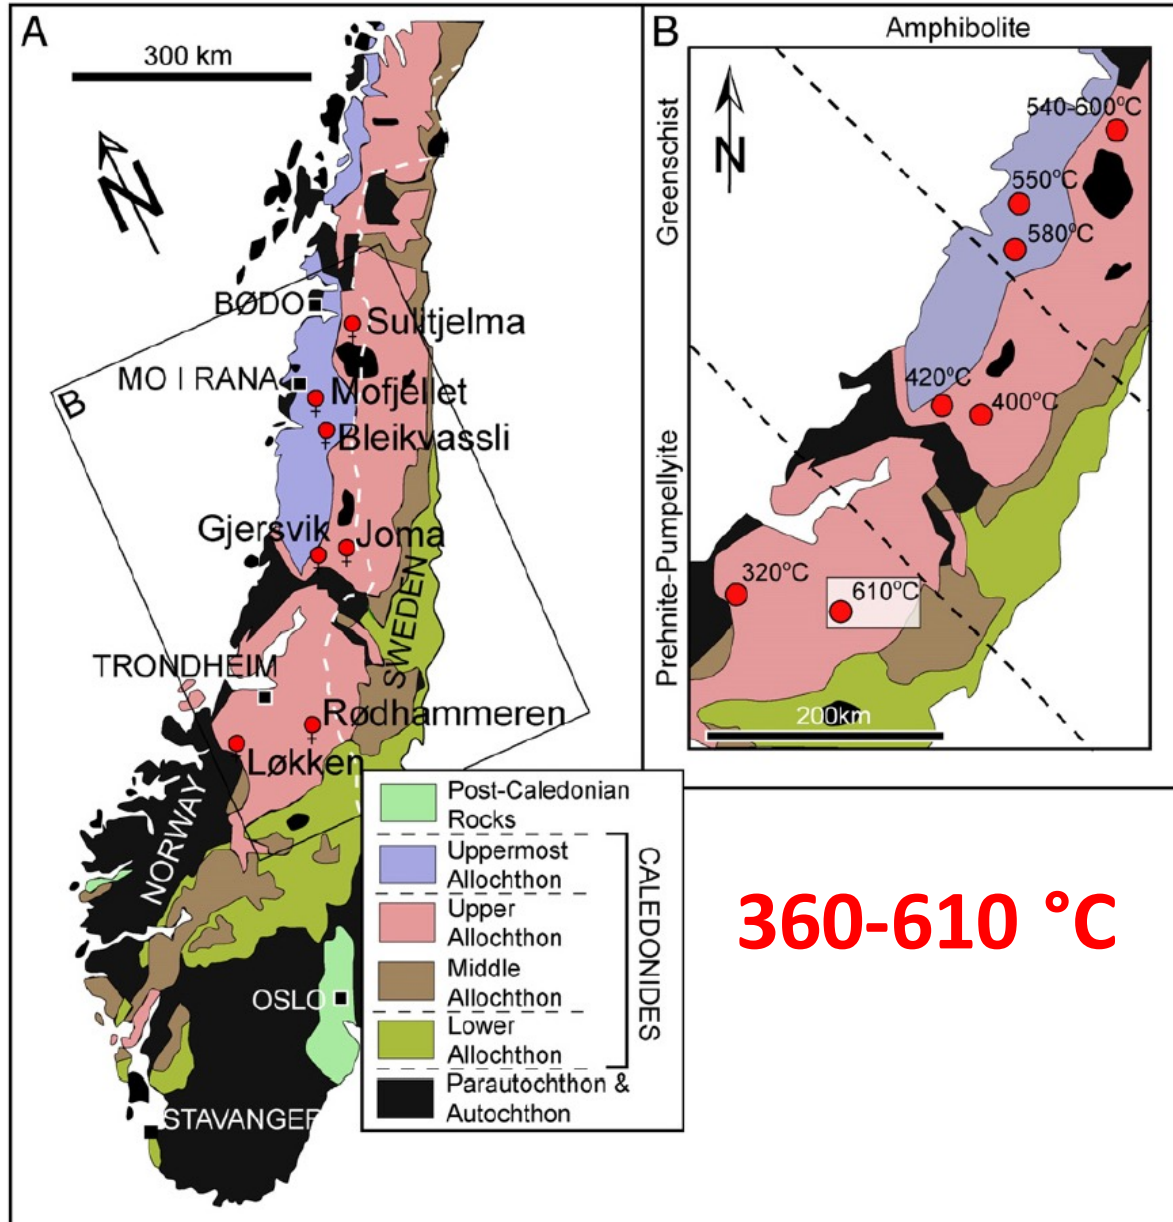 A
300 km
N
BØDO
Sulitjelma
MO I RANA
B
Mofjellet
Bleikvassli
Gjersvik
Joma
SWEDEN
TRONDHEIM
Rødhammeren
Løkken
NORWAY
OSLO
STAVANGER
Post-Caledonian
Rocks
Uppermost
Allochthon
Upper
Allochthon
Middle
Allochthon
Lower
Allochthon
Parautochthon &
Autochthon
CALEDONIDES
B
Amphibolite
Greenschist
Prehnite-Pumpellyite
N
540-600°C
550°C
580°C
420°C
400°C
320°C
610°C
200km
360-610 °C